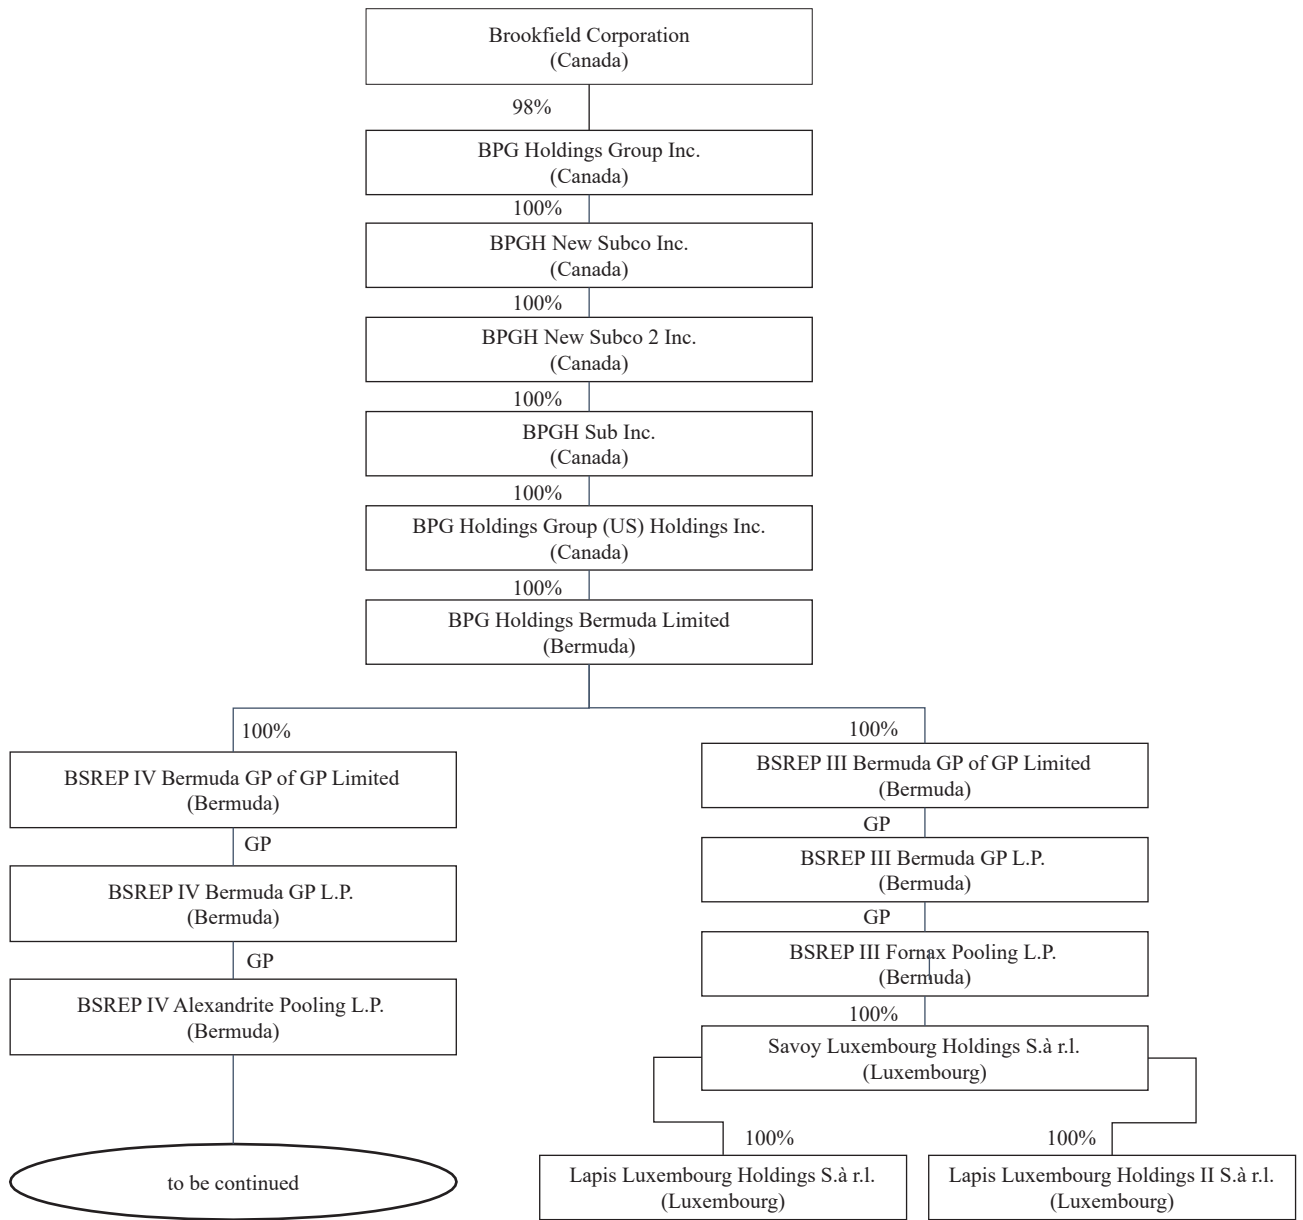 Brookfield Corporation
(Canada)
98%
BPG Holdings Group Inc.
(Canada)
100%
BPGH New Subco Inc.
(Canada)
100%
BPGH New Subco 2 Inc.
(Canada)
100%
BPGH Sub Inc.
(Canada)
100%
BPG Holdings Group (US) Holdings Inc.
(Canada)
100%
BPG Holdings Bermuda Limited
(Bermuda)
100%
BSREP IV Bermuda GP of GP Limited
(Bermuda)
GP
BSREP IV Bermuda GP L.P.
(Bermuda)
GP
BSREP IV Alexandrite Pooling L.P.
(Bermuda)
to be continued
100%
BSREP III Bermuda GP of GP Limited
(Bermuda)
GP
BSREP III Bermuda GP L.P.
(Bermuda)
GP
BSREP III Fornax Pooling L.P.
(Bermuda)
100%
Savoy Luxembourg Holdings S.à r.l.
(Luxembourg)
100%
Lapis Luxembourg Holdings S.à r.l.
(Luxembourg)
100%
Lapis Luxembourg Holdings II S.à r.l.
(Luxembourg)